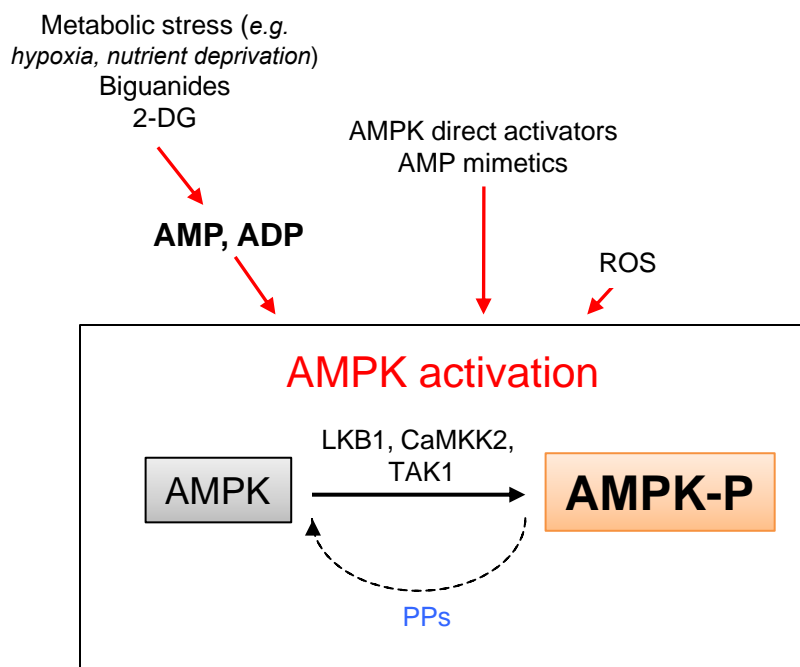 Metabolic stress (e.g.
hypoxia, nutrient deprivation)
Biguanides
2-DG
AMPK direct activators
AMP mimetics
AMP, ADP
ROS
AMPK activation
LKB1, CaMKK2,
TAK1
AMPK
AMPK-P
PPs